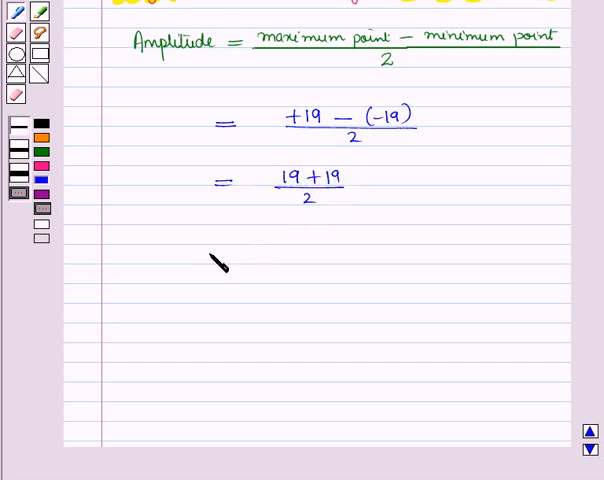 Amplitude = maximum point - minimum point / 2
= +19 - (-19) / 2
= 19 + 19 / 2